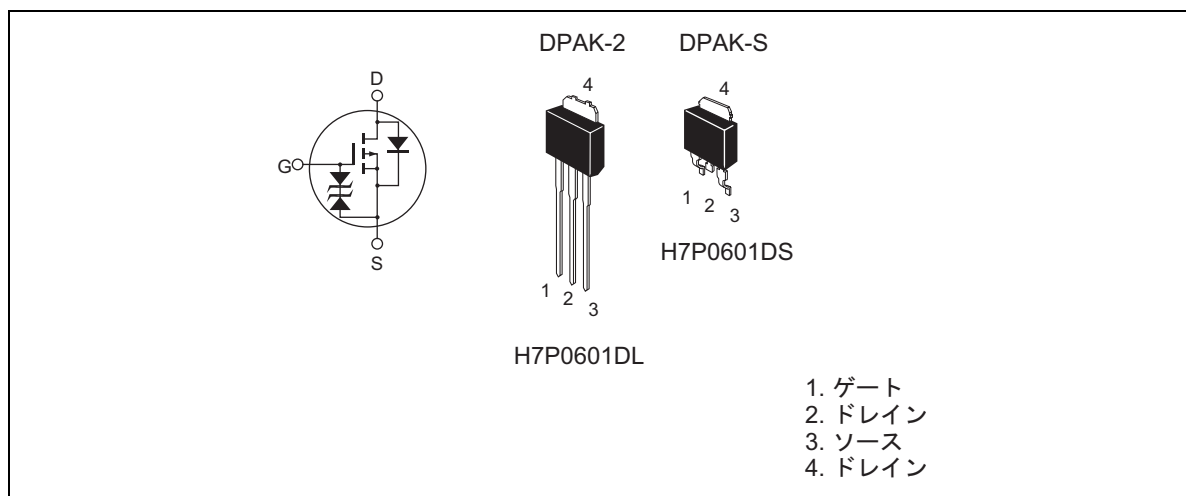 DPAK-2
DPAK-S
D
G
S
4
1
2
3
H7P0601DL
4
1
2
3
H7P0601DS
1. ゲート
2. ドレイン
3. ソース
4. ドレイン